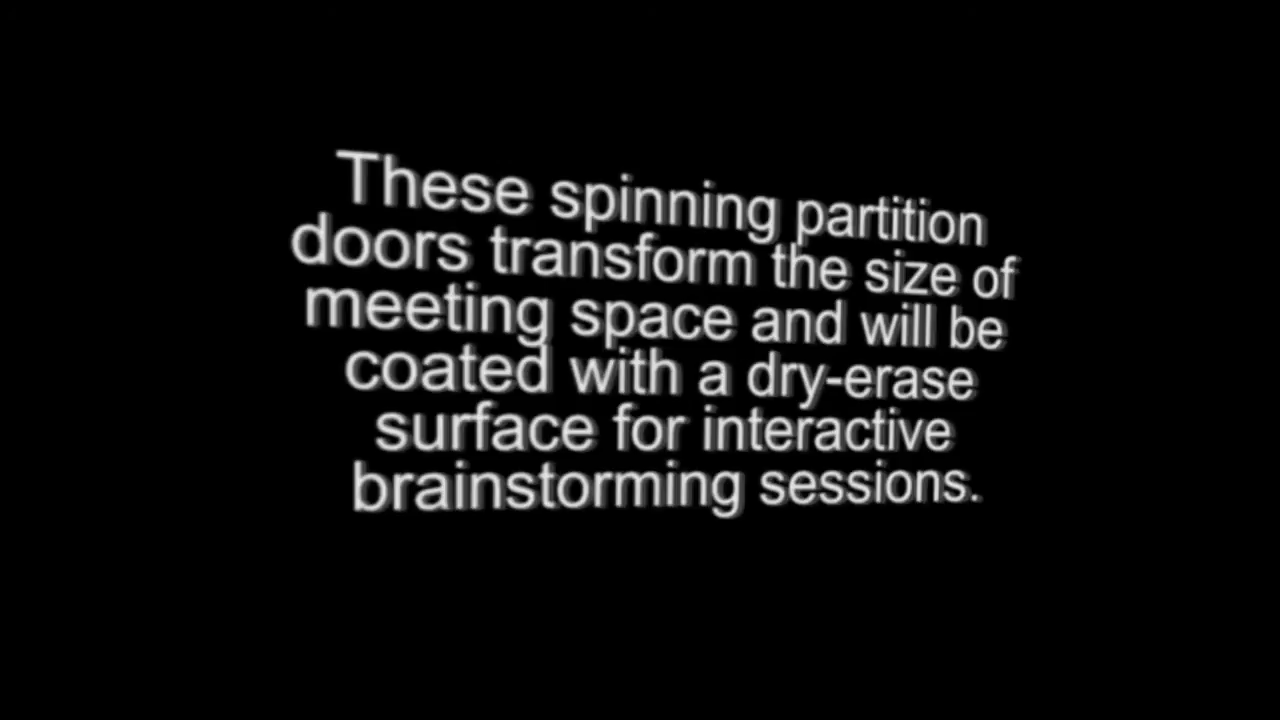 These spinning partition
doors transform the size of
meeting space and will be
coated with a dry-erase
surface for interactive
brainstorming sessions.